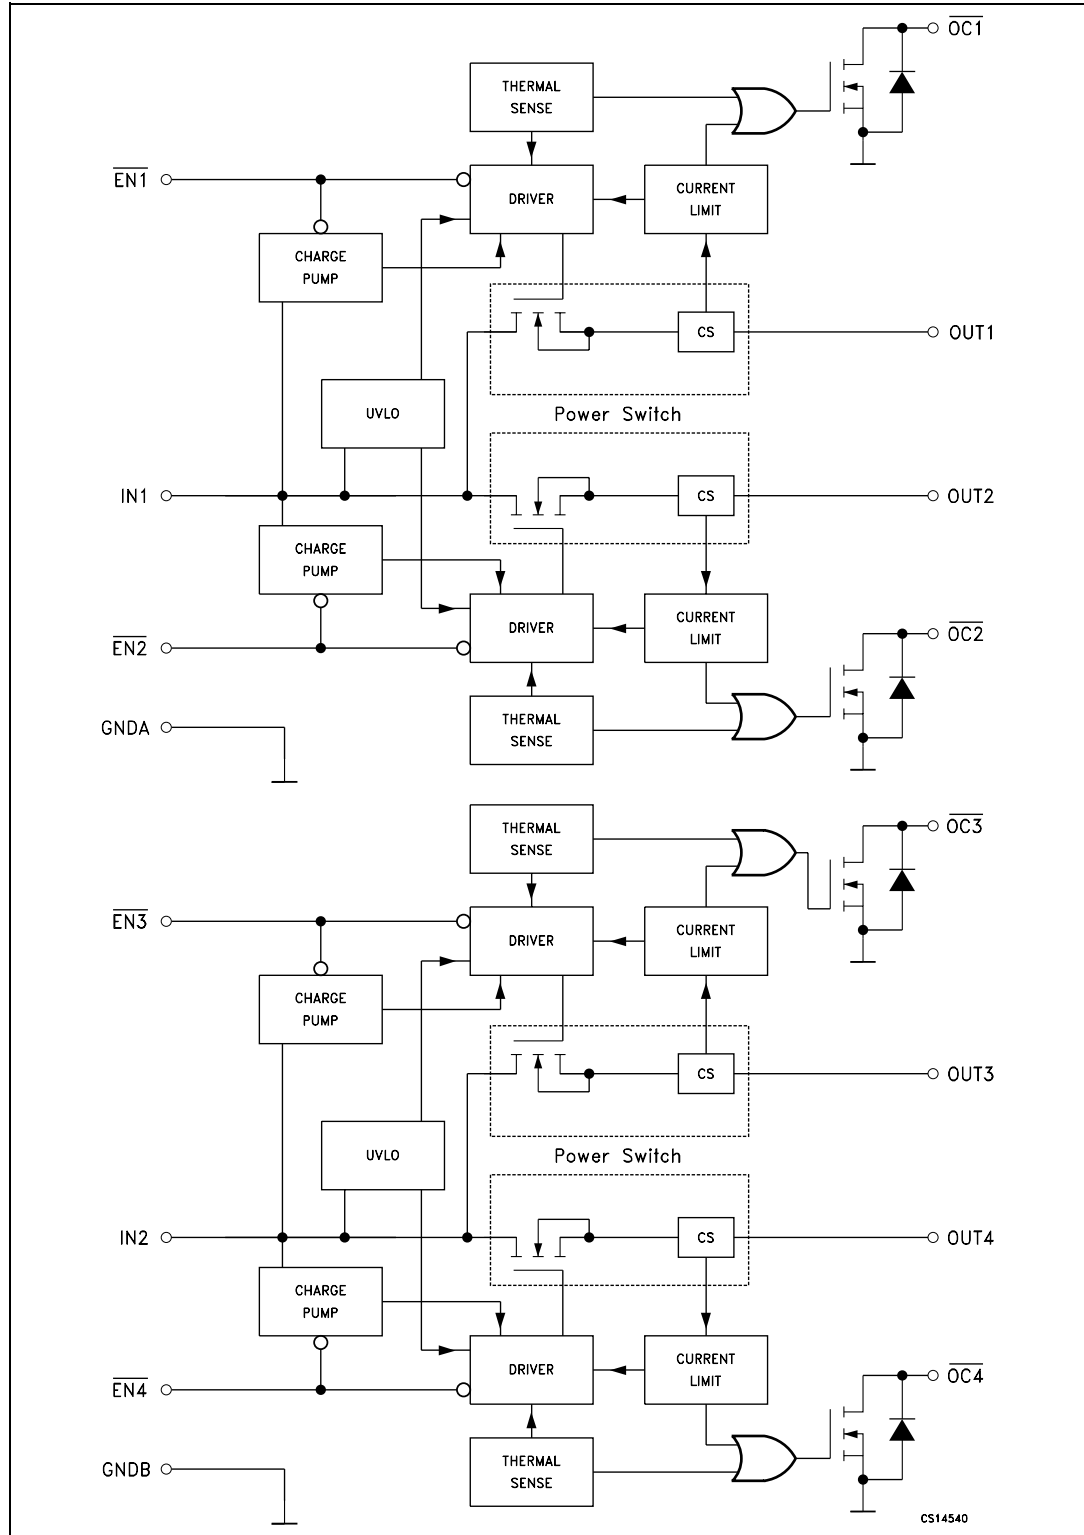 OC1
THERMAL
SENSE
EN1
DRIVER
CURRENT
LIMIT
CHARGE
PUMP
CS
OUT1
UVLO
Power Switch
IN1
CS
OUT2
CHARGE
PUMP
DRIVER
CURRENT
LIMIT
OC2
EN2
THERMAL
SENSE
GNDA
THERMAL
SENSE
OC3
EN3
DRIVER
CURRENT
LIMIT
CHARGE
PUMP
CS
OUT3
UVLO
Power Switch
IN2
CS
OUT4
CHARGE
PUMP
DRIVER
CURRENT
LIMIT
OC4
EN4
THERMAL
SENSE
GNDB
CS14540